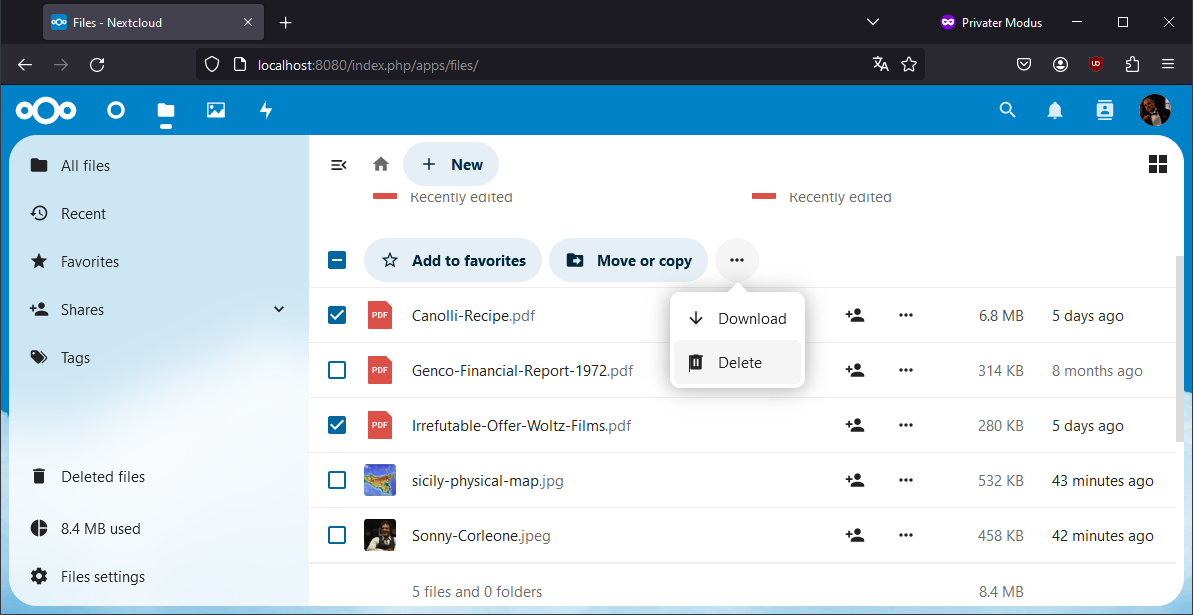 Files - Nextcloud
Privater Modus
localhost:8080/index.php/apps/files/
All files
Recent
Favorites
Shares
Tags
Deleted files
8.4 MB used
Files settings
New
Recently edited Recently edited
Add to favorites Move or copy
Download
Delete
PDF Canolli-Recipe.pdf 6.8 MB 5 days ago
PDF Genco-Financial-Report-1972.pdf 314 KB 8 months ago
PDF Irrefutable-Offer-Woltz-Films.pdf 280 KB 5 days ago
sicily-physical-map.jpg 532 KB 43 minutes ago
Sonny-Corleone.jpeg 458 KB 42 minutes ago
5 files and 0 folders 8.4 MB